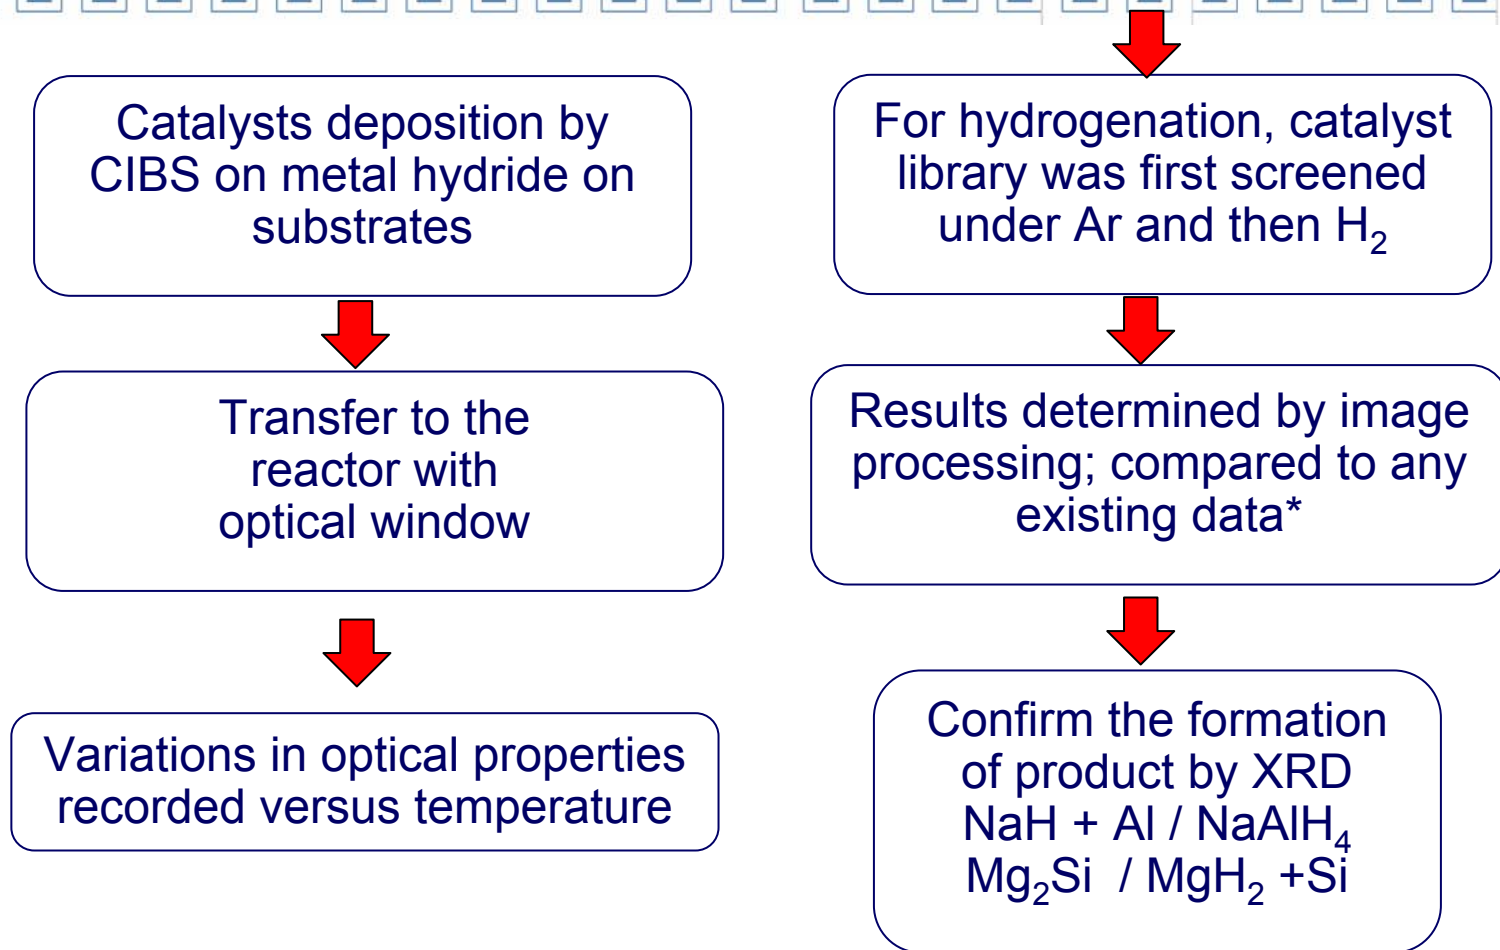 Catalysts deposition by
CIBS on metal hydride on
substrates
Transfer to the
reactor with
optical window
Variations in optical properties
recorded versus temperature
For hydrogenation, catalyst
library was first screened
under Ar and then H₂
Results determined by image
processing; compared to any
existing data*
Confirm the formation
of product by XRD
NaH + Al / NaAlH₄
Mg₂Si / MgH₂ +Si